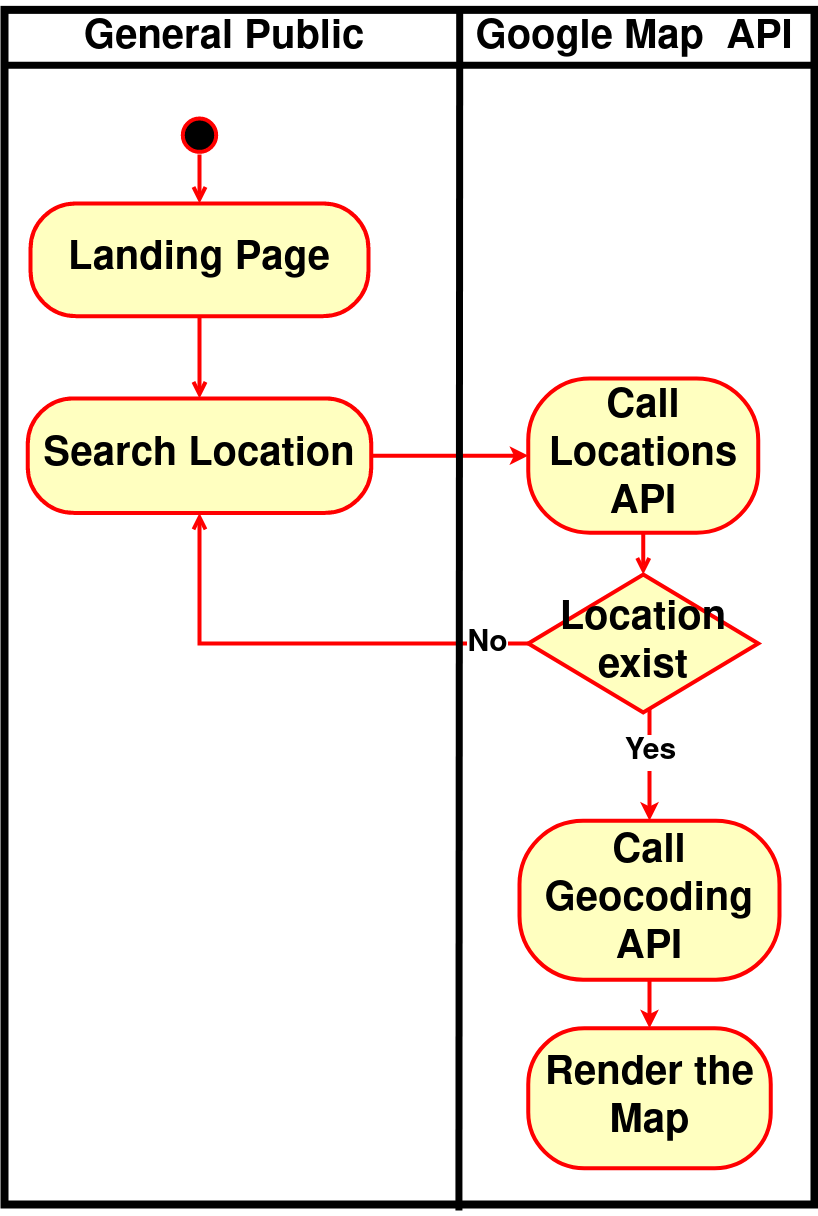 General Public
Google Map API
Landing Page
Search Location
Call
Locations
API
Location
exist
No
Yes
Call
Geocoding
API
Render the
Map